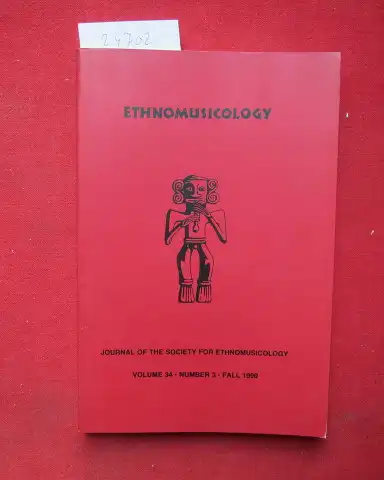 24702
ETHNOMUSICOLOGY
JOURNAL OF THE SOCIETY FOR ETHNOMUSICOLOGY
VOLUME 34 • NUMBER 3 • FALL 1990